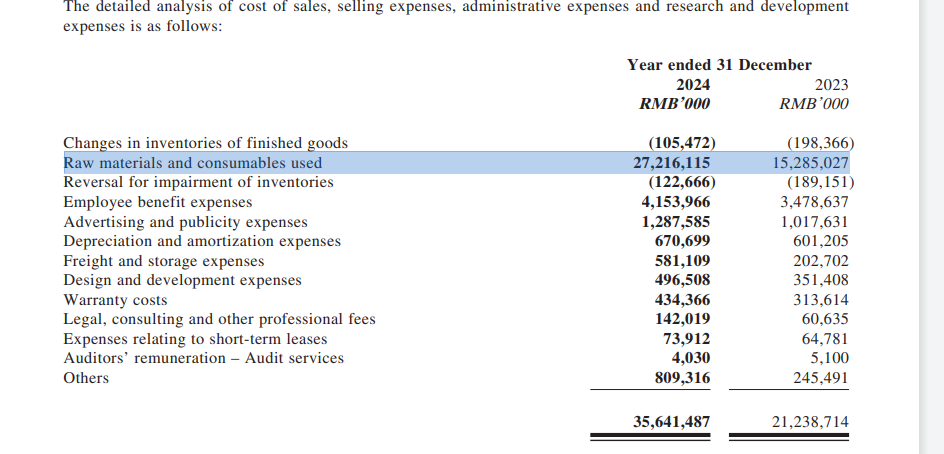 The detailed analysis of cost of sales, selling expenses, administrative expenses and research and development
expenses is as follows:
Year ended 31 December
2024 2023
RMB’000 RMB’000
Changes in inventories of finished goods (105,472) (198,366)
Raw materials and consumables used 27,216,115 15,285,027
Reversal for impairment of inventories (122,666) (189,151)
Employee benefit expenses 4,153,966 3,478,637
Advertising and publicity expenses 1,287,585 1,017,631
Depreciation and amortization expenses 670,699 601,205
Freight and storage expenses 581,109 202,702
Design and development expenses 496,508 351,408
Warranty costs 434,366 313,614
Legal, consulting and other professional fees 142,019 60,635
Expenses relating to short-term leases 73,912 64,781
Auditors’ remuneration – Audit services 4,030 5,100
Others 809,316 245,491
35,641,487 21,238,714